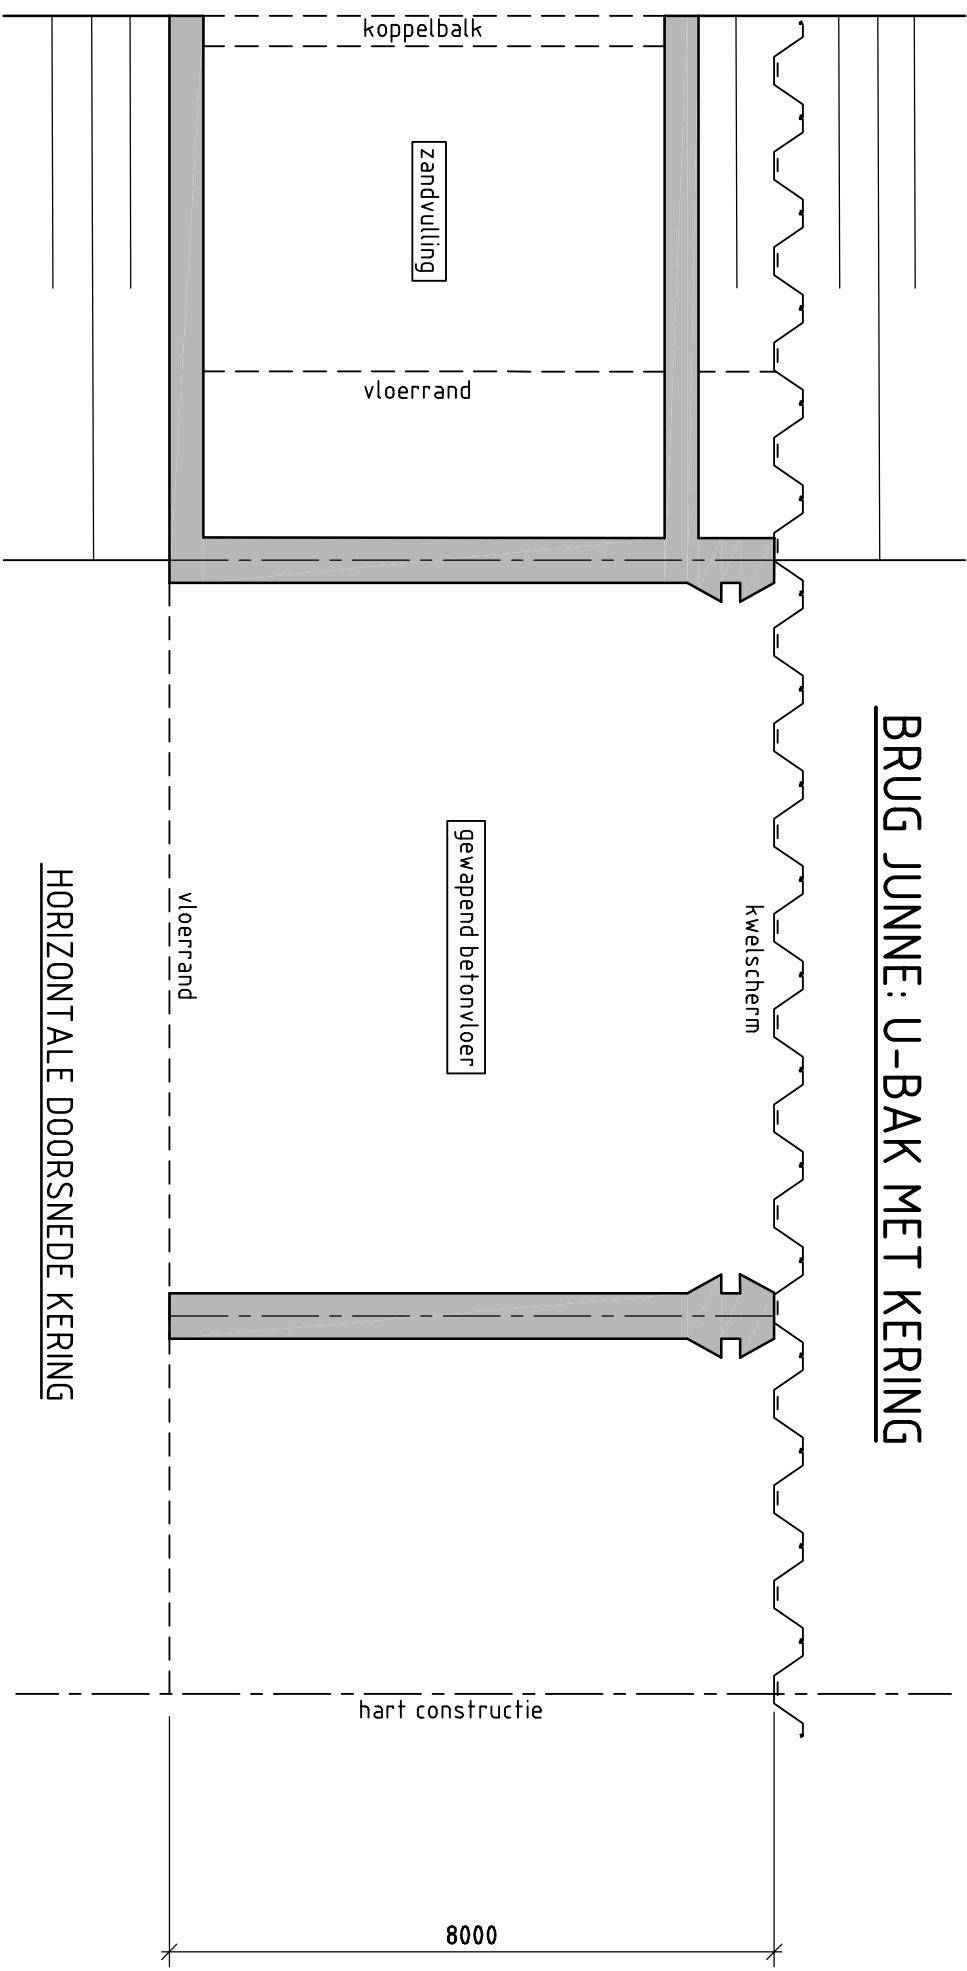 BRUG JUNNE: U-BAK MET KERING
koppelbalk
zandvulling
vloerrand
kwelscherm
gewapend betonvloer
vloerrand
hart constructie
8000
HORIZONTALE DOORSNEDE KERING